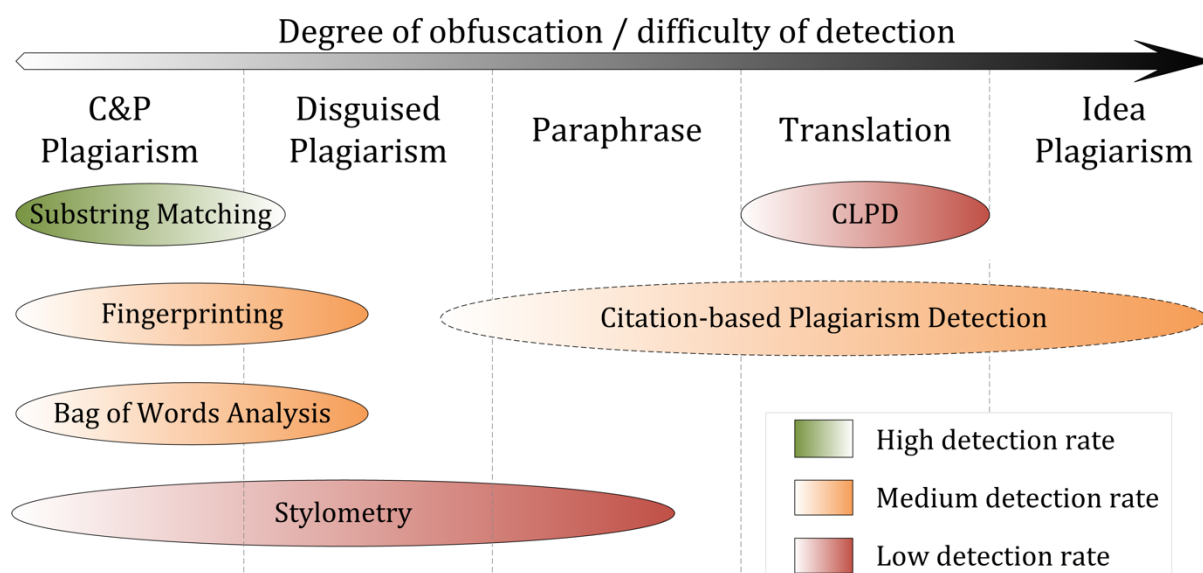 Degree of obfuscation / difficulty of detection
C&P
Plagiarism
Disguised
Plagiarism
Paraphrase
Translation
Idea
Plagiarism
Substring Matching
CLPD
Fingerprinting
Citation-based Plagiarism Detection
Bag of Words Analysis
Stylometry
High detection rate
Medium detection rate
Low detection rate